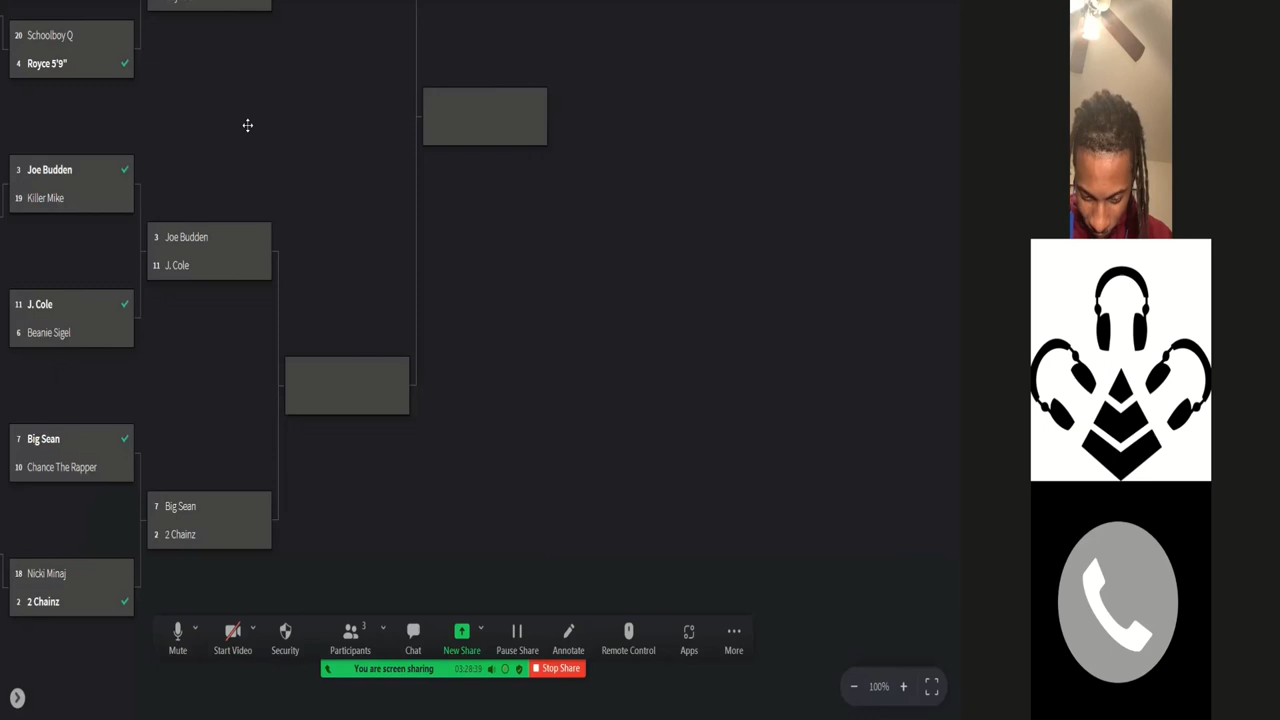 20 Schoolboy Q
4 Royce 5'9"
3 Joe Budden
19 Killer Mike
3 Joe Budden
11 J. Cole
11 J. Cole
6 Beanie Sigel
7 Big Sean
10 Chance The Rapper
7 Big Sean
2 2 Chainz
18 Nicki Minaj
2 2 Chainz
3
Mute Start Video Security Participants Chat New Share Pause Share Annotate Remote Control Apps More
You are screen sharing 03:28:39 Stop Share
100%